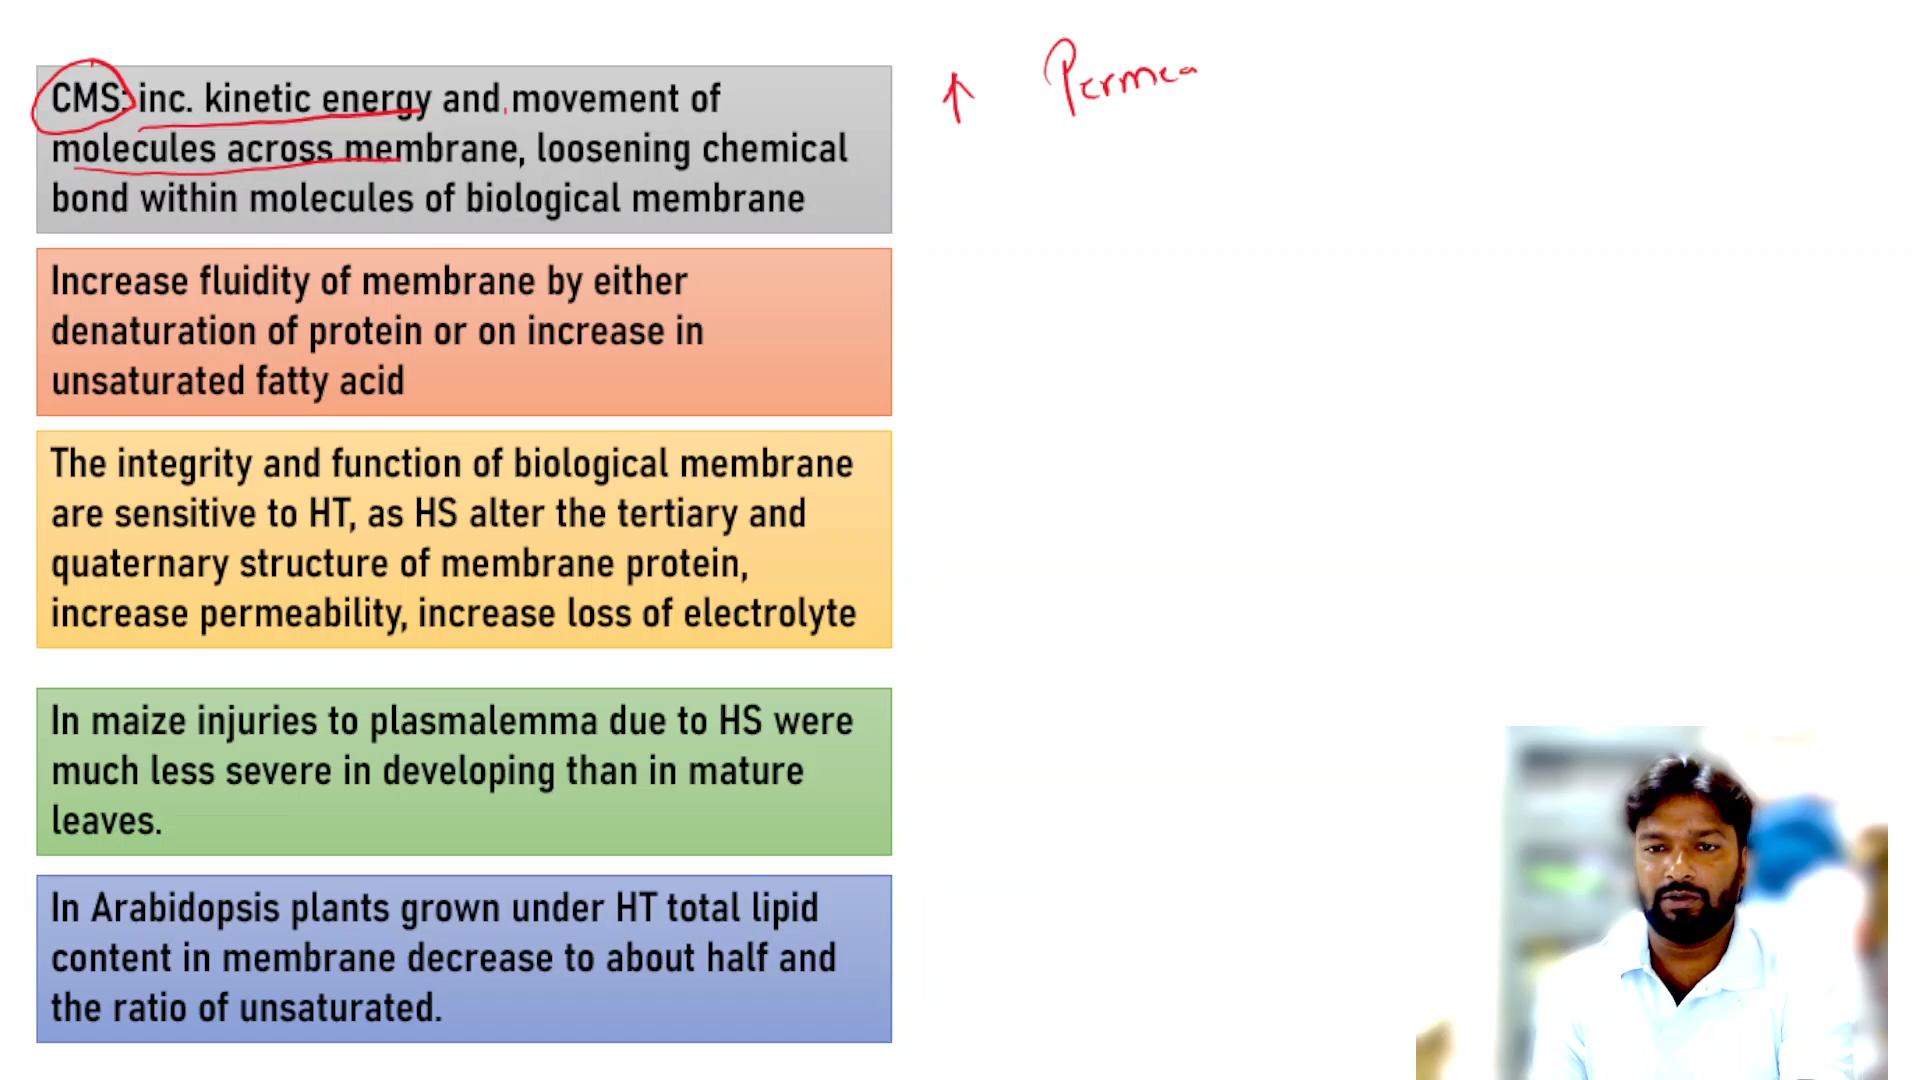 CMS: inc. kinetic energy and movement of
molecules across membrane, loosening chemical
bond within molecules of biological membrane
↑ Permea
Increase fluidity of membrane by either
denaturation of protein or on increase in
unsaturated fatty acid
The integrity and function of biological membrane
are sensitive to HT, as HS alter the tertiary and
quaternary structure of membrane protein,
increase permeability, increase loss of electrolyte
In maize injuries to plasmalemma due to HS were
much less severe in developing than in mature
leaves.
In Arabidopsis plants grown under HT total lipid
content in membrane decrease to about half and
the ratio of unsaturated.